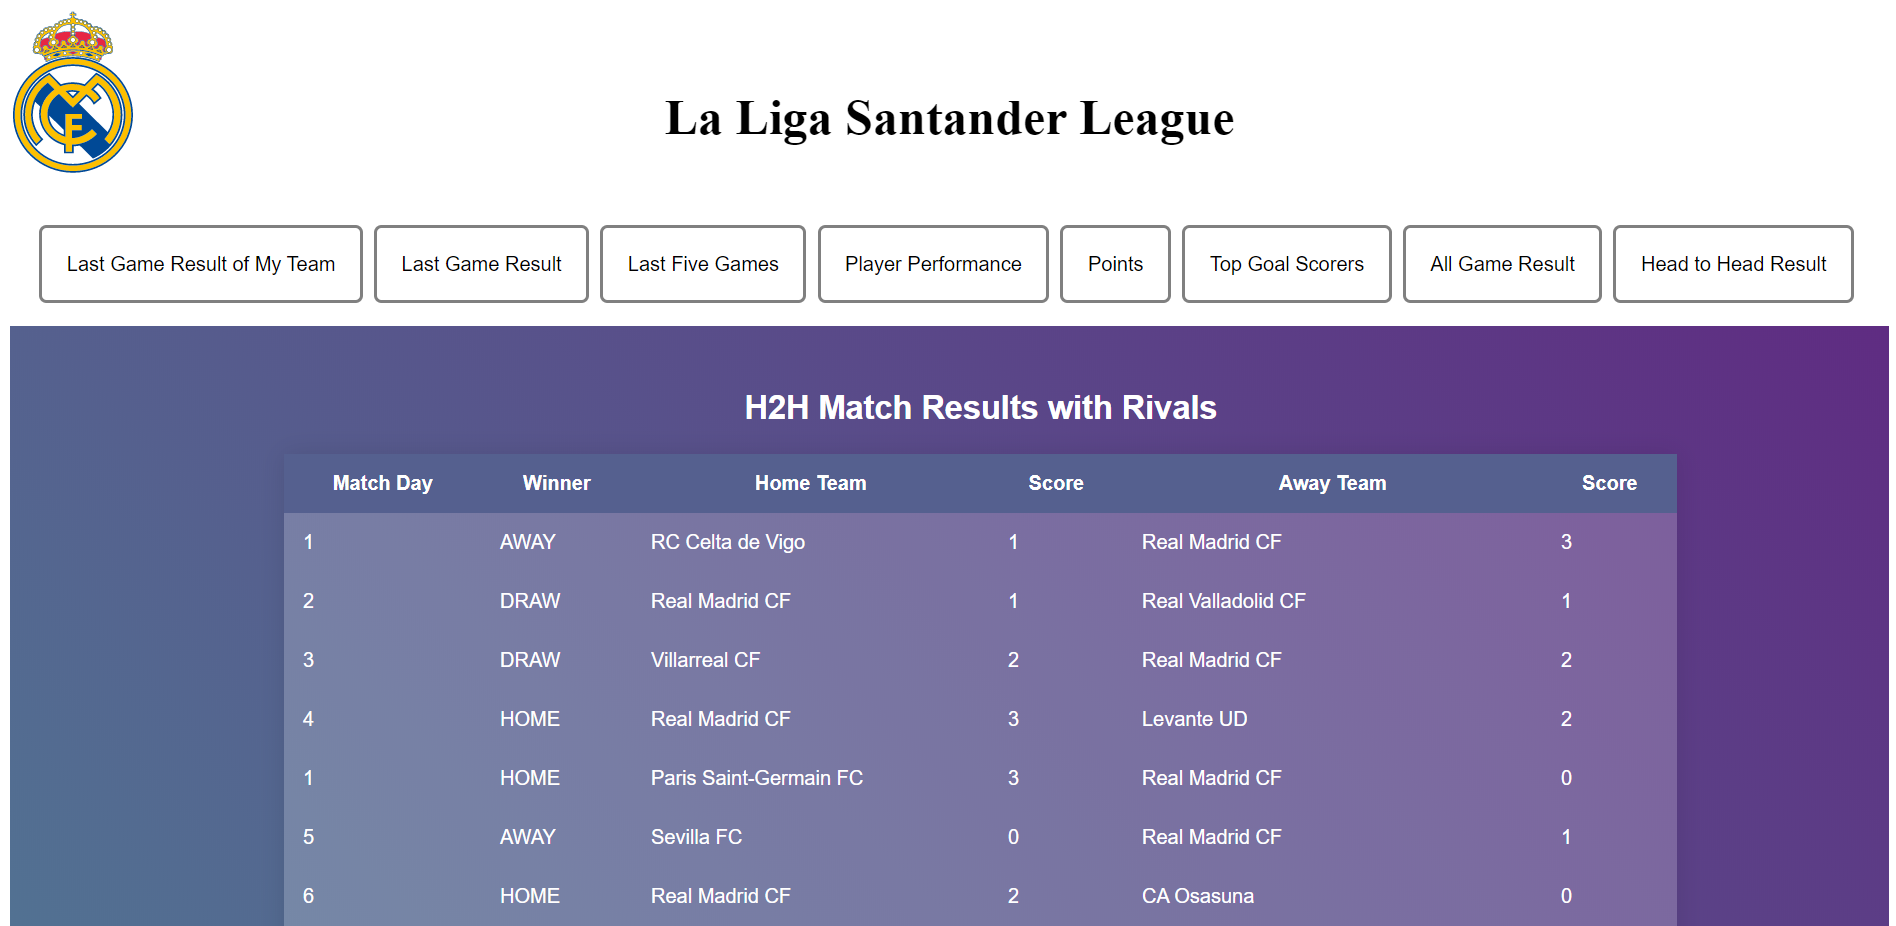 La Liga Santander League
Last Game Result of My Team Last Game Result Last Five Games Player Performance Points Top Goal Scorers All Game Result Head to Head Result
H2H Match Results with Rivals
Match Day Winner Home Team Score Away Team Score
1 AWAY RC Celta de Vigo 1 Real Madrid CF 3
2 DRAW Real Madrid CF 1 Real Valladolid CF 1
3 DRAW Villarreal CF 2 Real Madrid CF 2
4 HOME Real Madrid CF 3 Levante UD 2
1 HOME Paris Saint-Germain FC 3 Real Madrid CF 0
5 AWAY Sevilla FC 0 Real Madrid CF 1
6 HOME Real Madrid CF 2 CA Osasuna 0